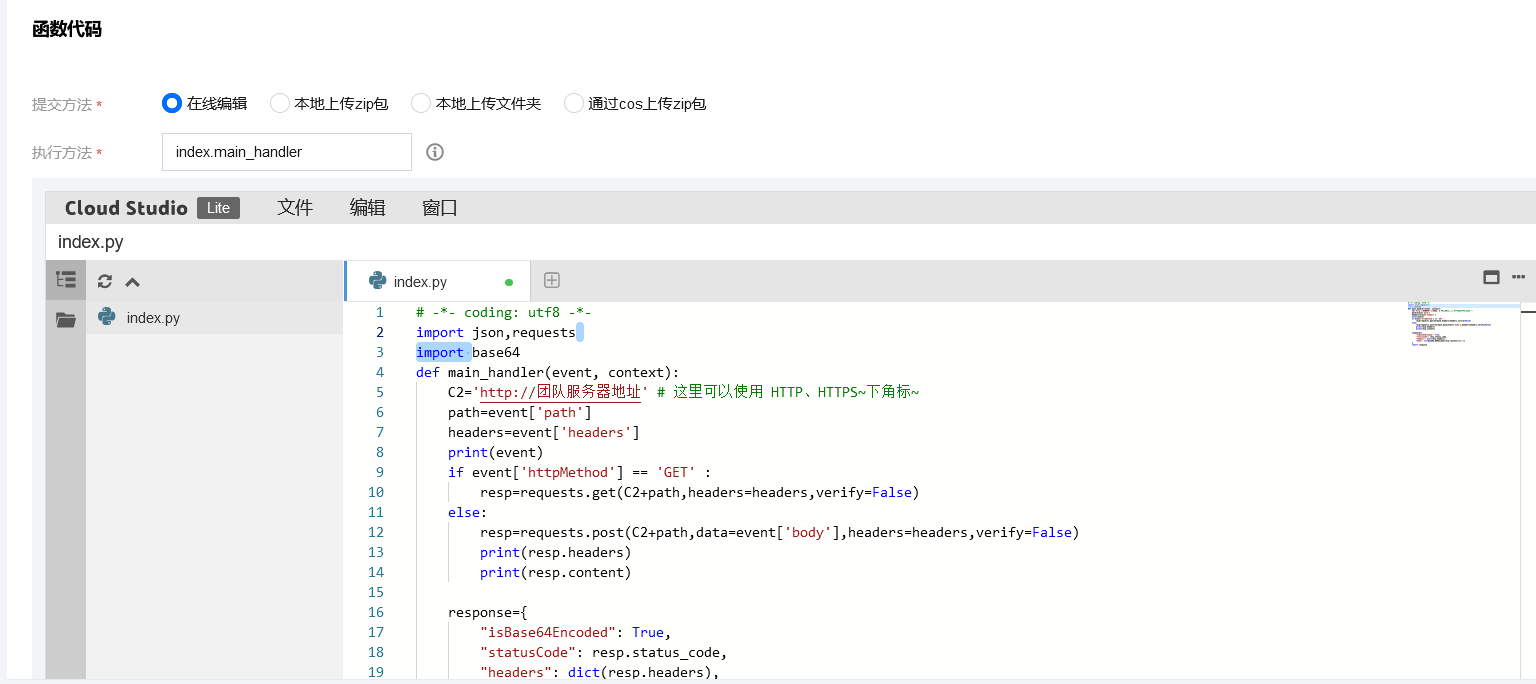 函数代码
提交方法 * 在线编辑 本地上传zip包 本地上传文件夹 通过cos上传zip包
执行方法 * index.main_handler
Cloud Studio Lite 文件 编辑 窗口
index.py
index.py
index.py
1 # -*- coding: utf8 -*-
2 import json,requests
3 import base64
4 def main_handler(event, context):
5 C2='http://团队服务器地址' # 这里可以使用 HTTP、HTTPS~下角标~
6 path=event['path']
7 headers=event['headers']
8 print(event)
9 if event['httpMethod'] == 'GET' :
10 resp=requests.get(C2+path,headers=headers,verify=False)
11 else:
12 resp=requests.post(C2+path,data=event['body'],headers=headers,verify=False)
13 print(resp.headers)
14 print(resp.content)
15
16 response={
17 "isBase64Encoded": True,
18 "statusCode": resp.status_code,
19 "headers": dict(resp.headers),